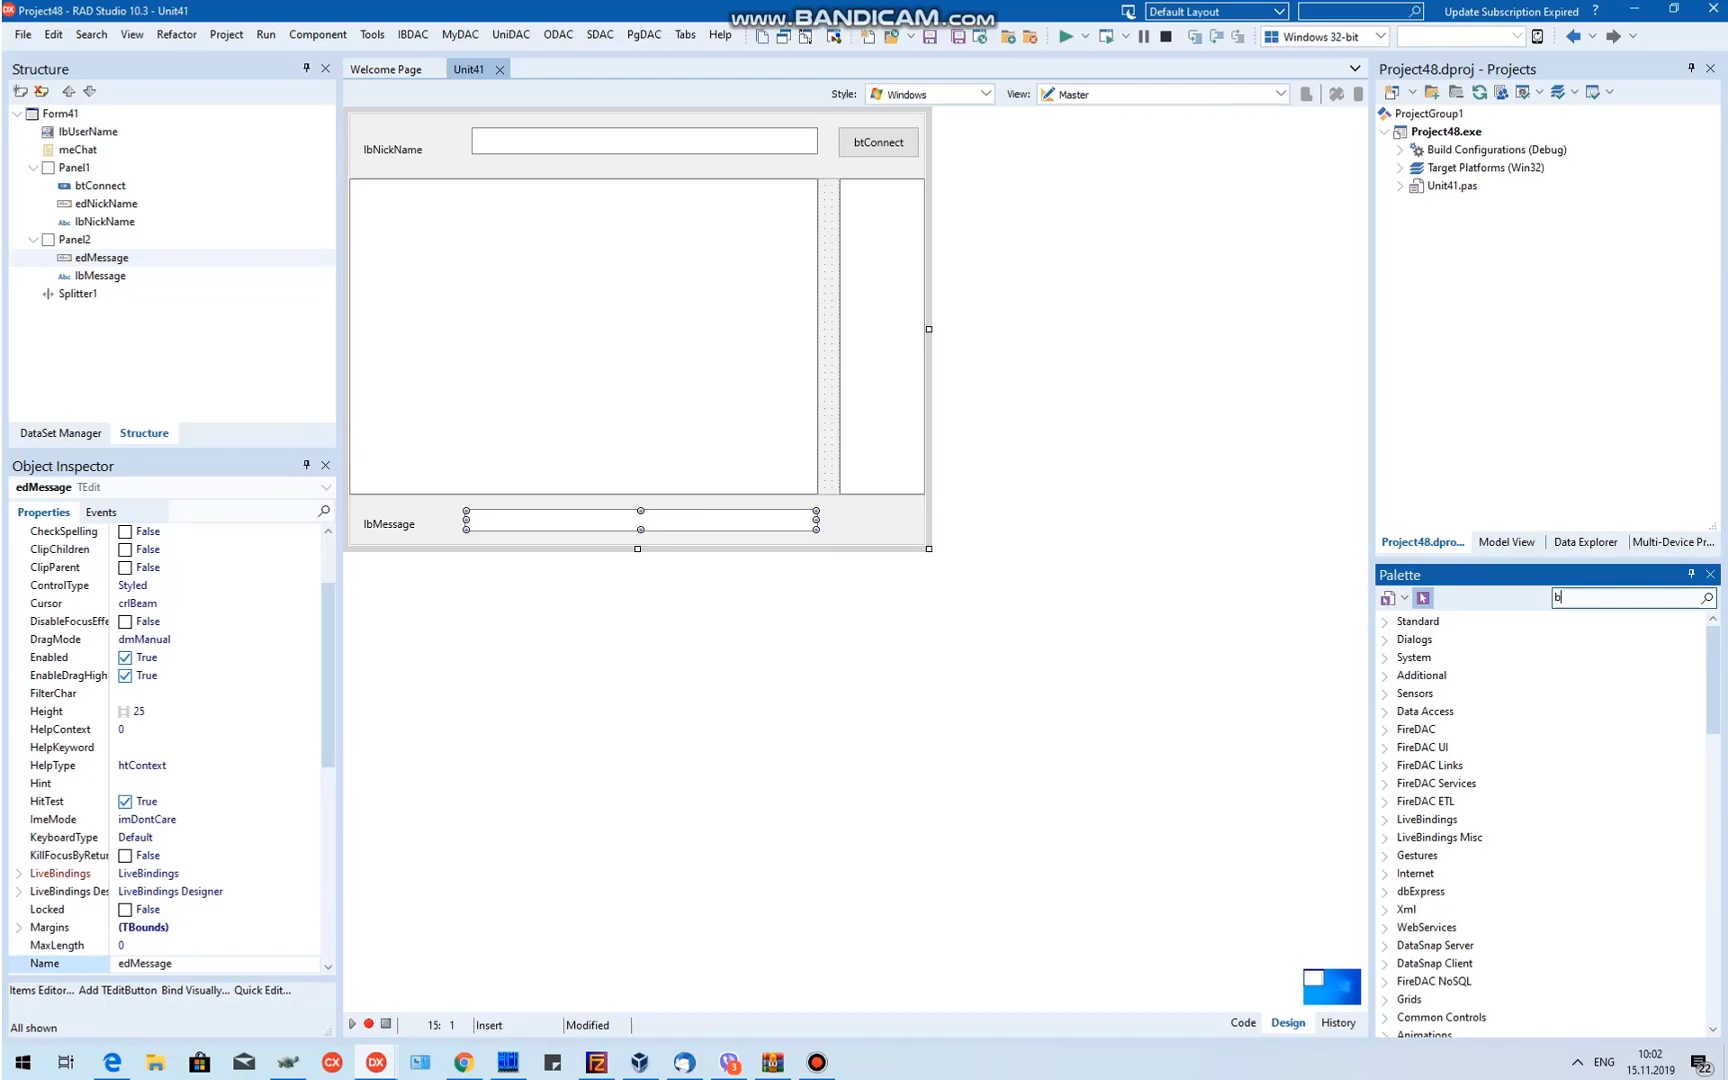 Project48 - RAD Studio 10.3 - Unit41
www.BANDICAM.com
Default Layout
Update Subscription Expired
?
File Edit Search View Refactor Project Run Component Tools IBDAC MyDAC UniDAC ODAC SDAC PgDAC Tabs Help
Windows 32-bit
Structure
Form41
lbUserName
meChat
Panel1
btConnect
edNickName
Abc lbNickName
Panel2
edMessage
Abc lbMessage
Splitter1
DataSet Manager Structure
Object Inspector
edMessage TEdit
Properties Events
CheckSpelling False
ClipChildren False
ClipParent False
ControlType Styled
Cursor crIBeam
DisableFocusEffe False
DragMode dmManual
Enabled True
EnableDragHigh True
FilterChar
Height 25
HelpContext 0
HelpKeyword
HelpType htContext
Hint
HitTest True
ImeMode imDontCare
KeyboardType Default
KillFocusByRetur False
LiveBindings LiveBindings
LiveBindings Des LiveBindings Designer
Locked False
Margins (TBounds)
MaxLength 0
Name edMessage
Items Editor... Add TEditButton Bind Visually... Quick Edit...
All shown
Welcome Page Unit41
Style: Windows View: Master
lbNickName
btConnect
lbMessage
15: 1 Insert Modified
Code Design History
Project48.dproj - Projects
ProjectGroup1
Project48.exe
Build Configurations (Debug)
Target Platforms (Win32)
Unit41.pas
Project48.dpro... Model View Data Explorer Multi-Device Pr...
Palette
b
Standard
Dialogs
System
Additional
Sensors
Data Access
FireDAC
FireDAC UI
FireDAC Links
FireDAC Services
FireDAC ETL
LiveBindings
LiveBindings Misc
Gestures
Internet
dbExpress
Xml
WebServices
DataSnap Server
DataSnap Client
FireDAC NoSQL
Grids
Common Controls
Animations
CX DX
3
ENG
10:02
15.11.2019
22